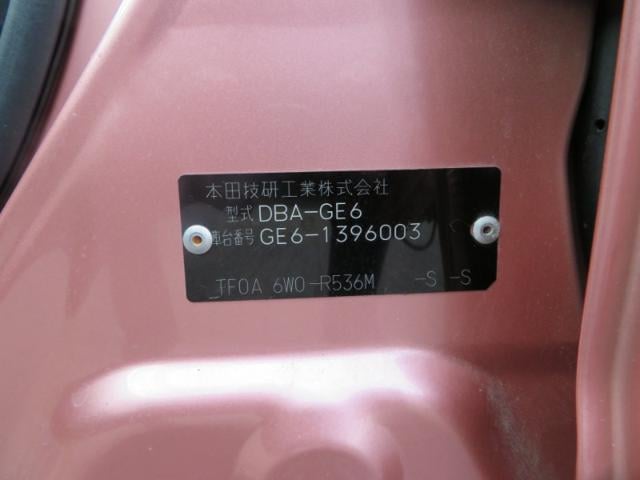 本田技研工業株式会社
型式 DBA-GE6
車台番号 GE6-1396003
TF0A 6W0-R536M -S -S